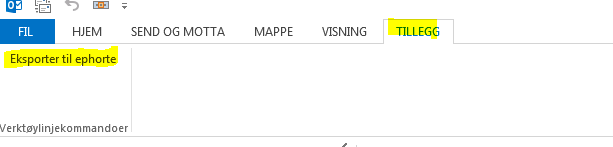 FIL HJEM SEND OG MOTTA MAPPE VISNING TILLEGG
Eksporter til ephorte
Verktøylinjekommandoer